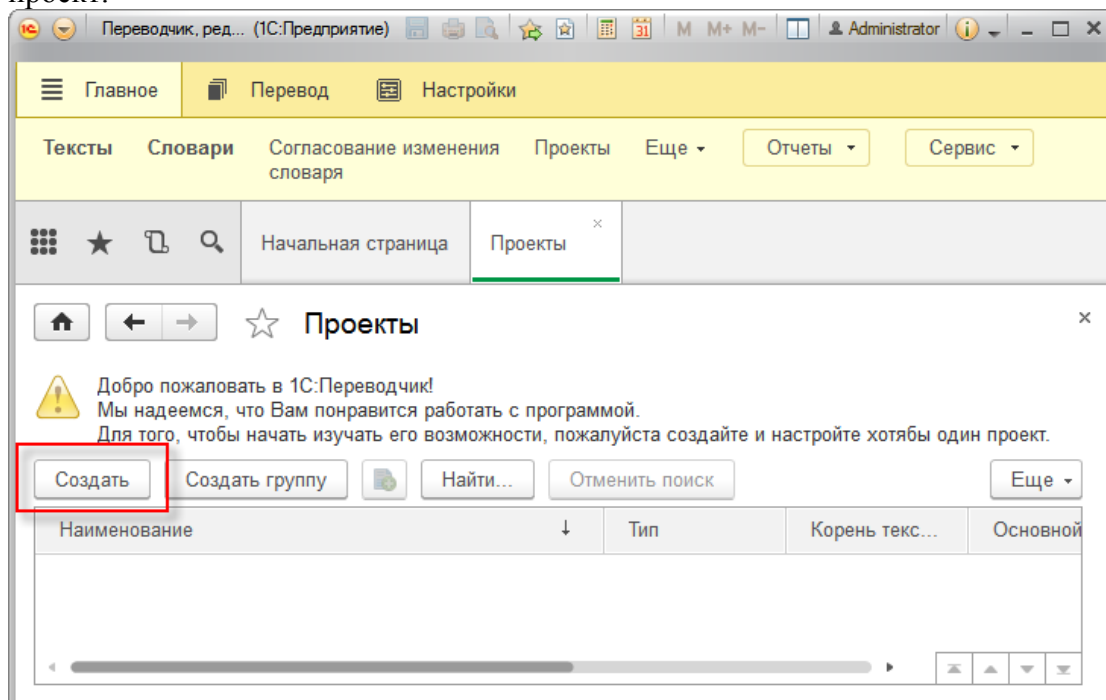 проект.
Переводчик, ред... (1С:Предприятие) 31 M M+ M- Administrator
Главное Перевод Настройки
Тексты Словари Согласование изменения словаря Проекты Еще Отчеты Сервис
Начальная страница Проекты
Проекты
Добро пожаловать в 1С:Переводчик!
Мы надеемся, что Вам понравится работать с программой.
Для того, чтобы начать изучать его возможности, пожалуйста создайте и настройте хотябы один проект.
Создать Создать группу Найти... Отменить поиск Еще
Наименование ↓ Тип Корень текс... Основной